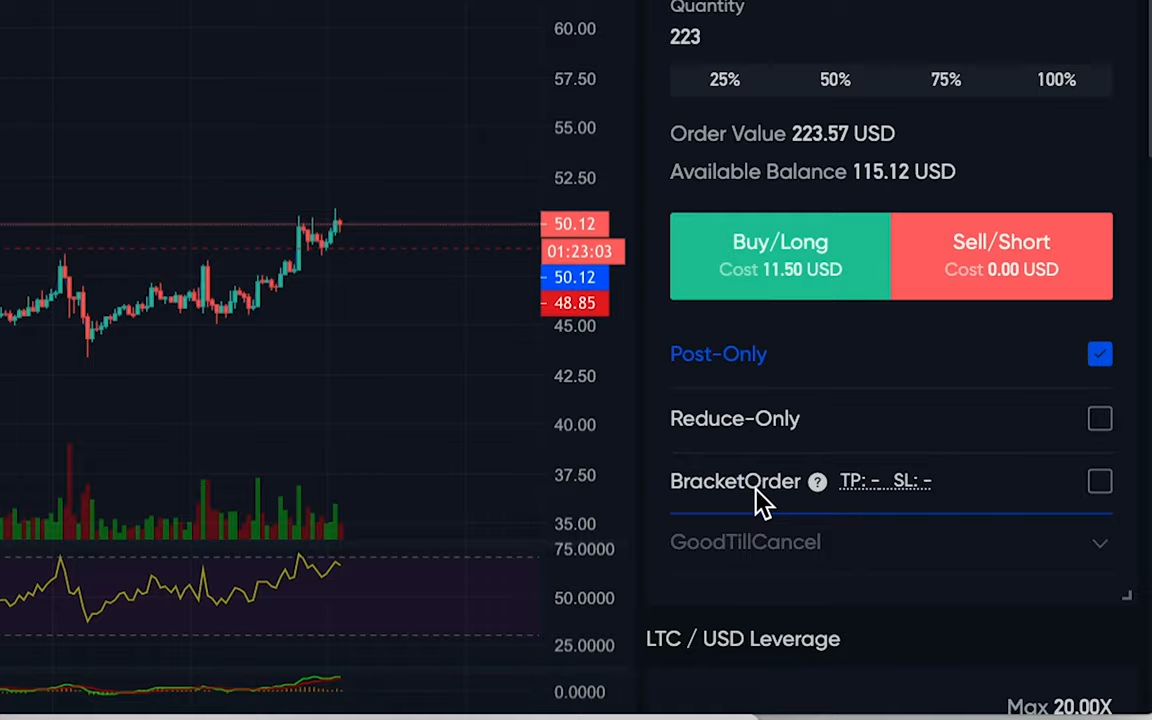 60.00
57.50
55.00
52.50
50.12
01:23:03
50.12
48.85
45.00
42.50
40.00
37.50
35.00
75.0000
50.0000
25.0000
0.0000
Quantity
223
25% 50% 75% 100%
Order Value 223.57 USD
Available Balance 115.12 USD
Buy/Long Sell/Short
Cost 11.50 USD Cost 0.00 USD
Post-Only
Reduce-Only
BracketOrder ? TP: - SL: -
GoodTillCancel
LTC / USD Leverage
Max 20.00X